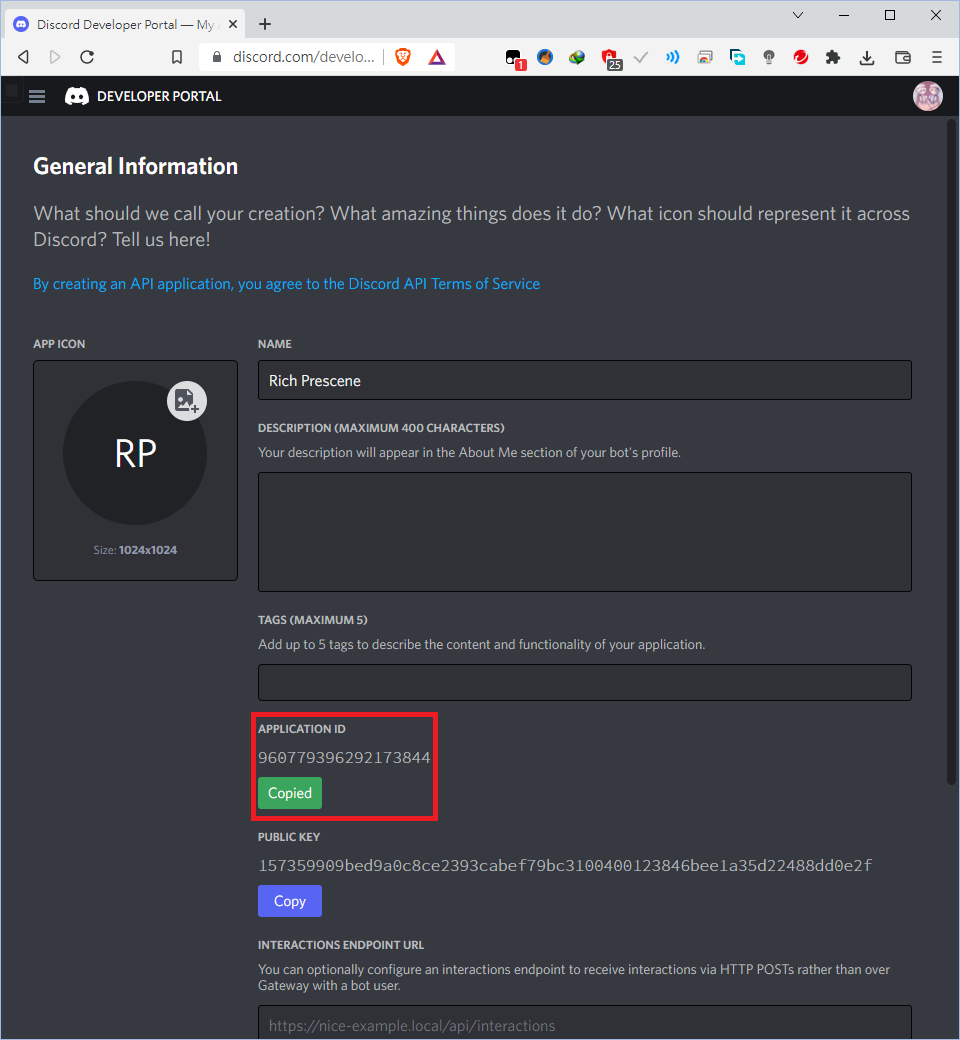 Discord Developer Portal — My
discord.com/develo...
1
25
DEVELOPER PORTAL
General Information
What should we call your creation? What amazing things does it do? What icon should represent it across
Discord? Tell us here!
By creating an API application, you agree to the Discord API Terms of Service
APP ICON
RP
Size: 1024x1024
NAME
Rich Prescene
DESCRIPTION (MAXIMUM 400 CHARACTERS)
Your description will appear in the About Me section of your bot's profile.
TAGS (MAXIMUM 5)
Add up to 5 tags to describe the content and functionality of your application.
APPLICATION ID
960779396292173844
Copied
PUBLIC KEY
157359909bed9a0c8ce2393cabef79bc3100400123846bee1a35d22488dd0e2f
Copy
INTERACTIONS ENDPOINT URL
You can optionally configure an interactions endpoint to receive interactions via HTTP POSTs rather than over
Gateway with a bot user.
https://nice-example.local/api/interactions